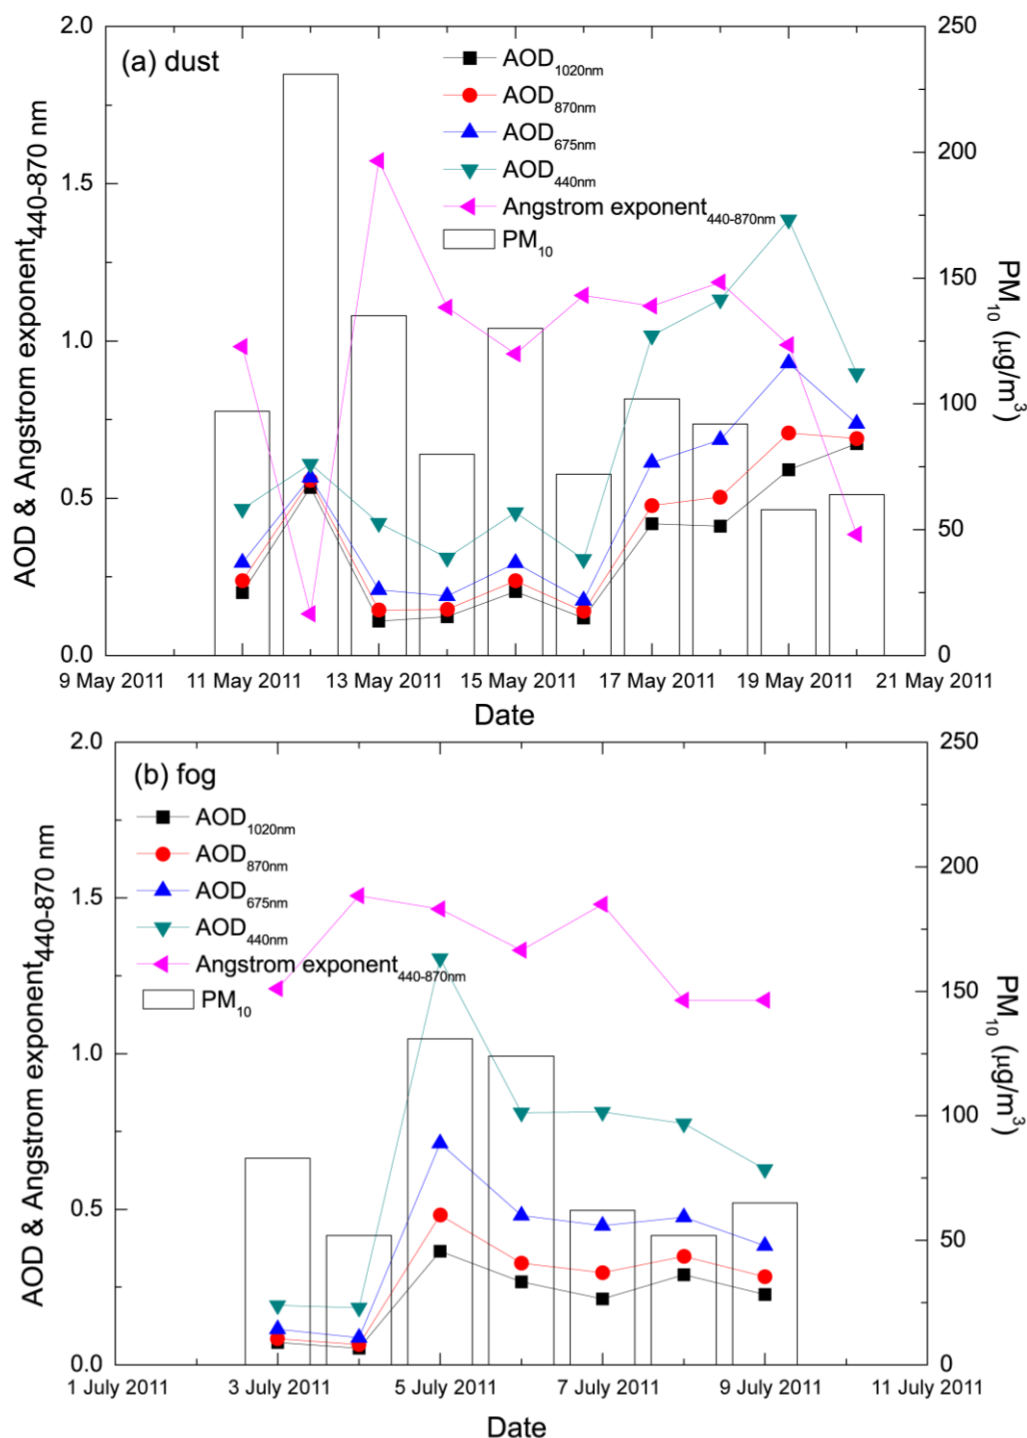 (a) dust
AOD1020nm
AOD870nm
AOD675nm
AOD440nm
Angstrom exponent440-870nm
PM10
2.0
1.5
1.0
0.5
0.0
250
200
150
100
50
0
AOD & Angstrom exponent440-870 nm
PM10 (μg/m3)
9 May 2011 11 May 2011 13 May 2011 15 May 2011 17 May 2011 19 May 2011 21 May 2011
Date
(b) fog
AOD1020nm
AOD870nm
AOD675nm
AOD440nm
Angstrom exponent440-870nm
PM10
2.0
1.5
1.0
0.5
0.0
250
200
150
100
50
0
AOD & Angstrom exponent440-870 nm
PM10 (μg/m3)
1 July 2011 3 July 2011 5 July 2011 7 July 2011 9 July 2011 11 July 2011
Date